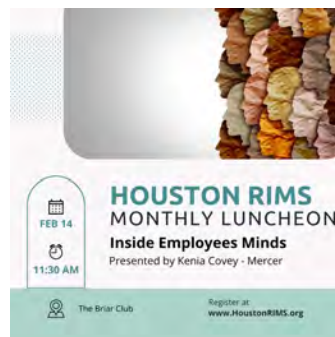 HOUSTON RIMS
MONTHLY LUNCHEON
FEB 14
Inside Employees Minds
Presented by Kenia Covey - Mercer
11:30 AM
The Briar Club
Register at
www.HoustonRIMS.org